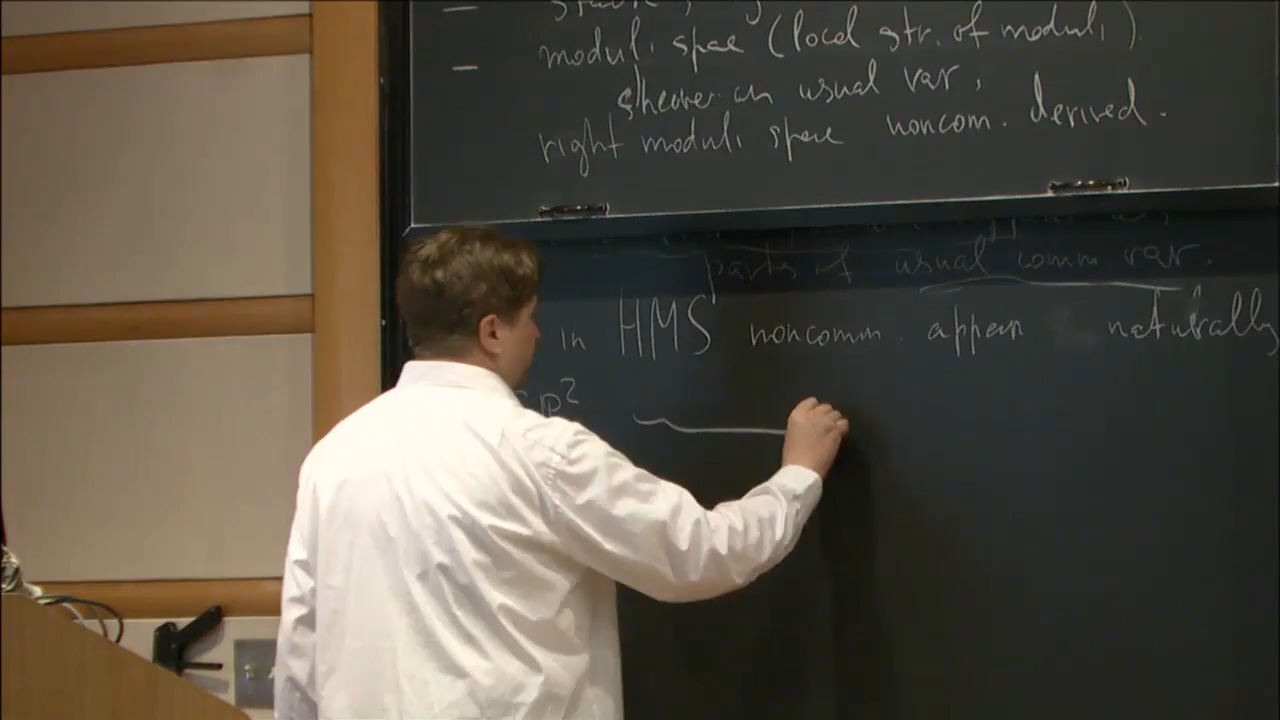 moduli space (local str. of moduli).
sheaves on usual var,
right moduli space noncom. derived.
parts of usual comm var.
in HMS noncomm. appear naturally
P²